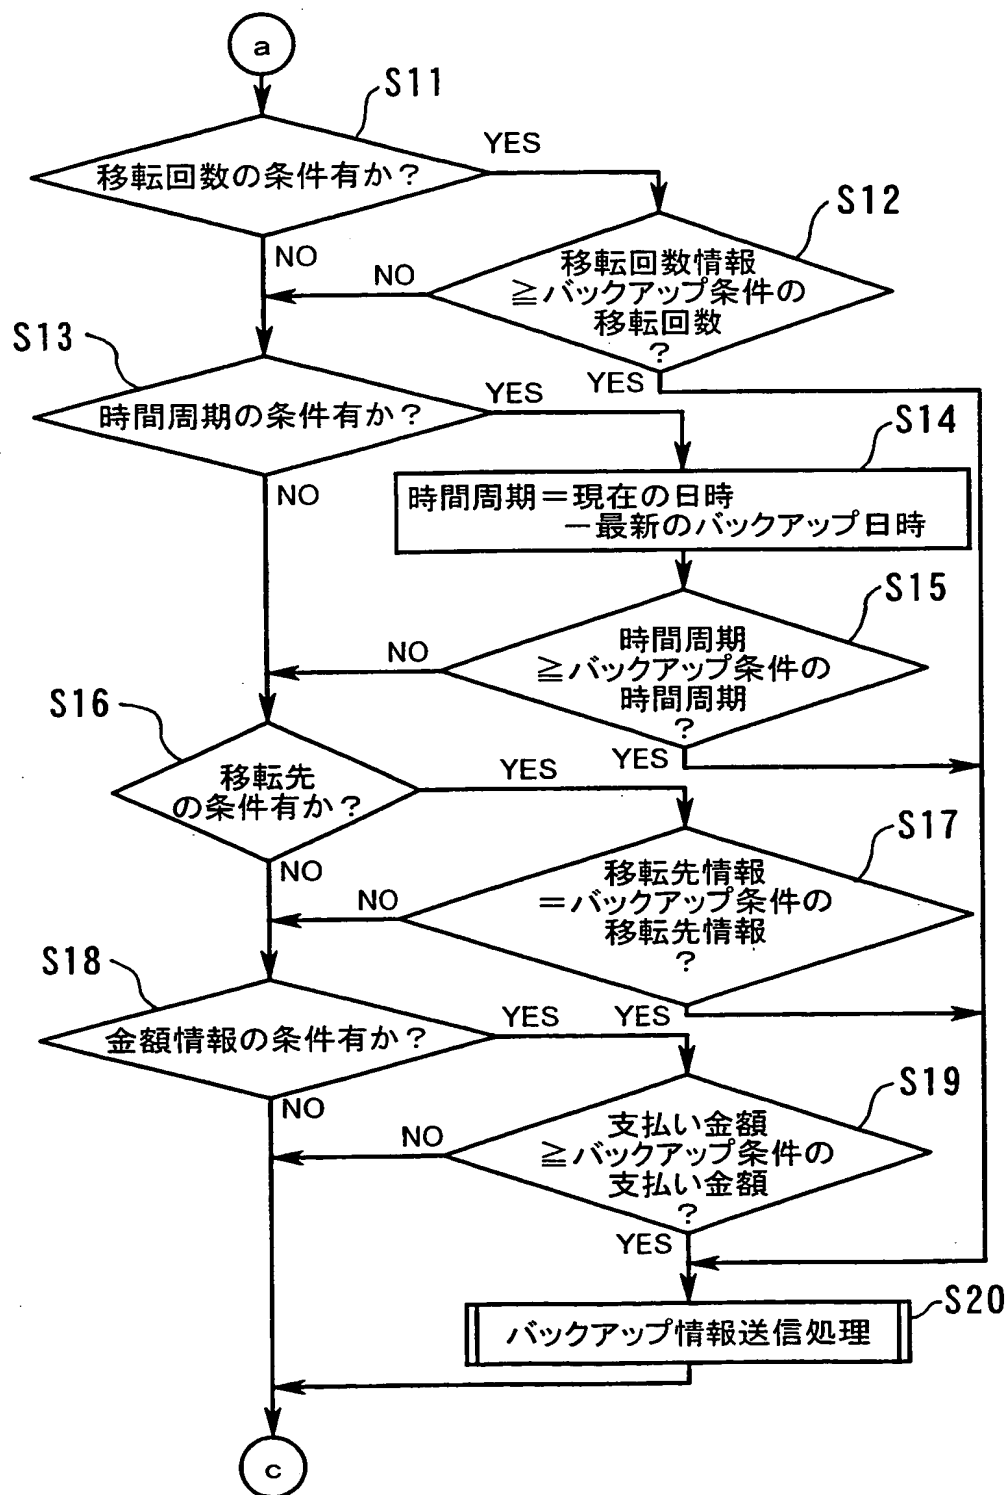 a
S11
移転回数の条件有か？
YES
S12
NO
移転回数情報
≧バックアップ条件の
移転回数
？
NO
YES
S13
時間周期の条件有か？
YES
S14
時間周期＝現在の日時
－最新のバックアップ日時
NO
S15
時間周期
≧バックアップ条件の
時間周期
？
NO
YES
S16
移転先
の条件有か？
YES
S17
NO
移転先情報
＝バックアップ条件の
移転先情報
？
NO
YES
S18
金額情報の条件有か？
YES
S19
NO
支払い金額
≧バックアップ条件の
支払い金額
？
NO
YES
S20
バックアップ情報送信処理
c